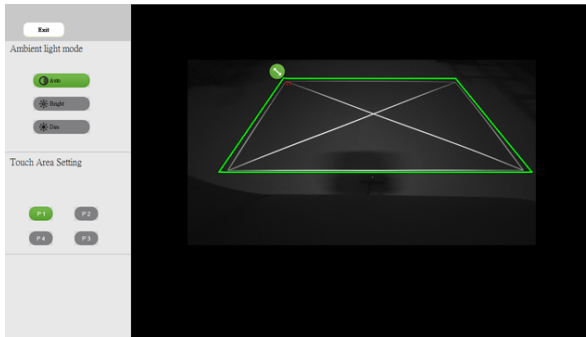 Exit
Ambient light mode
Auto
Bright
Dim
Touch Area Setting
P 1
P 2
P 4
P 3